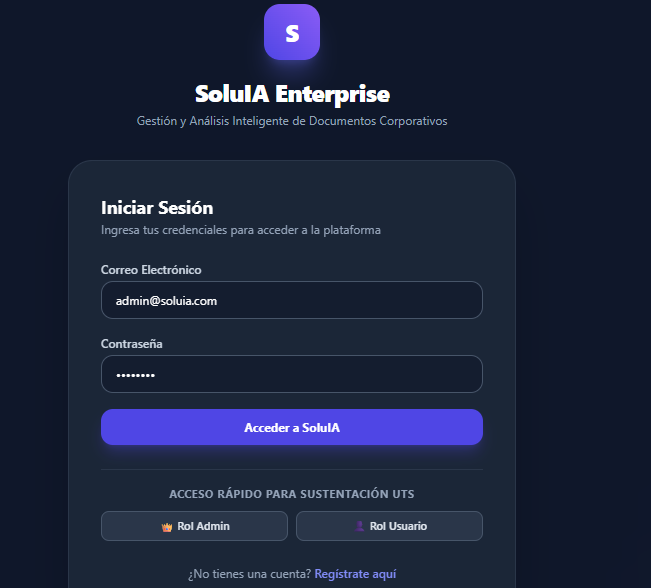 S
SoluIA Enterprise
Gestión y Análisis Inteligente de Documentos Corporativos
Iniciar Sesión
Ingresa tus credenciales para acceder a la plataforma
Correo Electrónico
admin@soluia.com
Contraseña
••••••••
Acceder a SoluIA
ACCESO RÁPIDO PARA SUSTENTACIÓN UTS
👑 Rol Admin
👤 Rol Usuario
¿No tienes una cuenta? Regístrate aquí